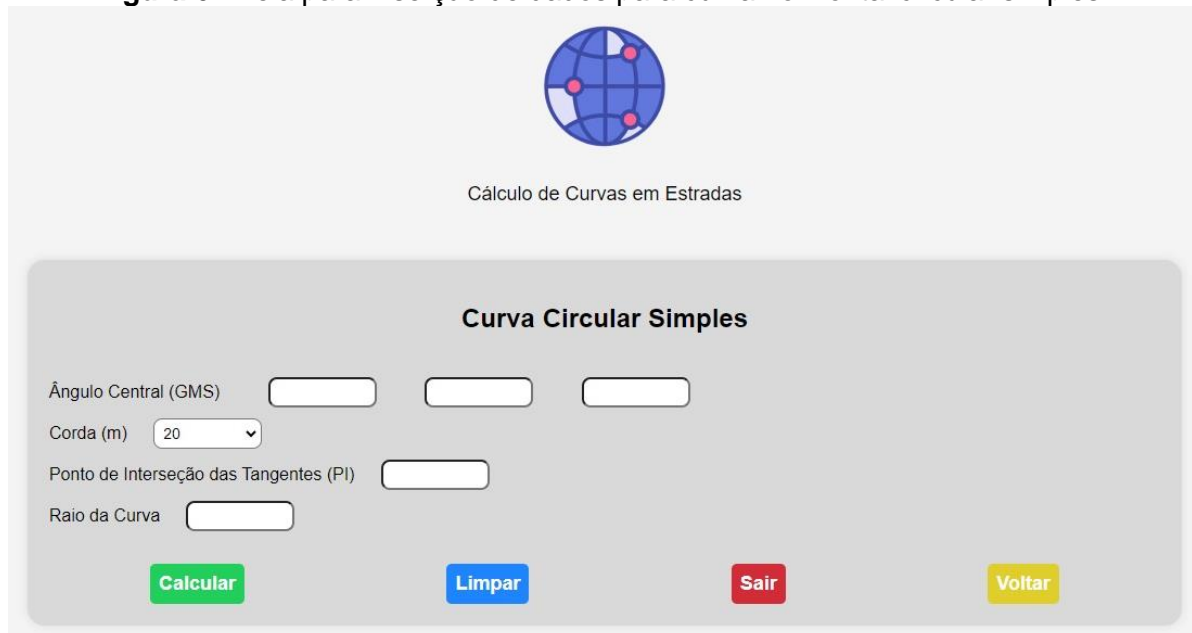 Cálculo de Curvas em Estradas
Curva Circular Simples
Ângulo Central (GMS)
Corda (m) 20
Ponto de Interseção das Tangentes (PI)
Raio da Curva
Calcular Limpar Sair Voltar